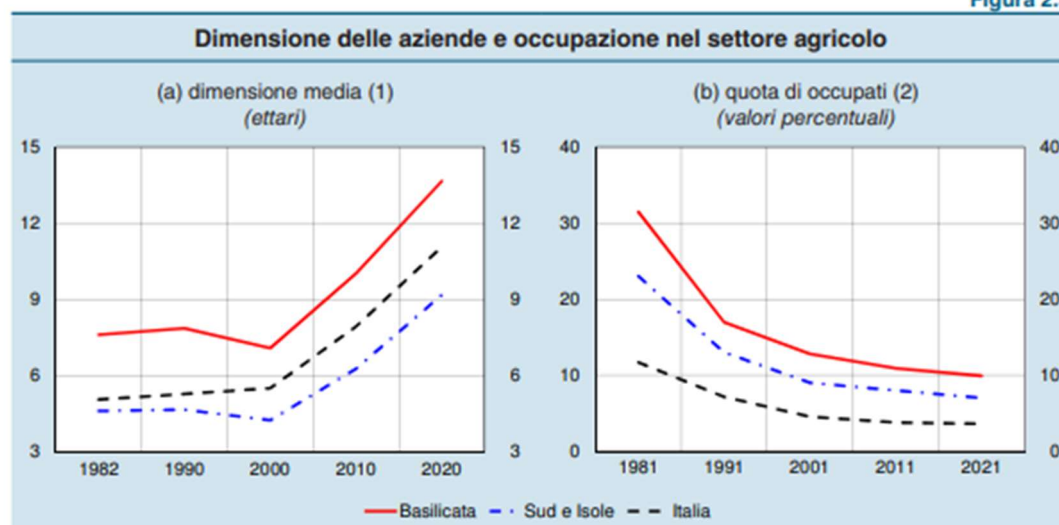 Figura 2.
Dimensione delle aziende e occupazione nel settore agricolo
(a) dimensione media (1)
(ettari)
15 15
12 12
9 9
6 6
3 3
1982 1990 2000 2010 2020
(b) quota di occupati (2)
(valori percentuali)
40 40
30 30
20 20
10 10
0 0
1981 1991 2001 2011 2021
Basilicata Sud e Isole Italia